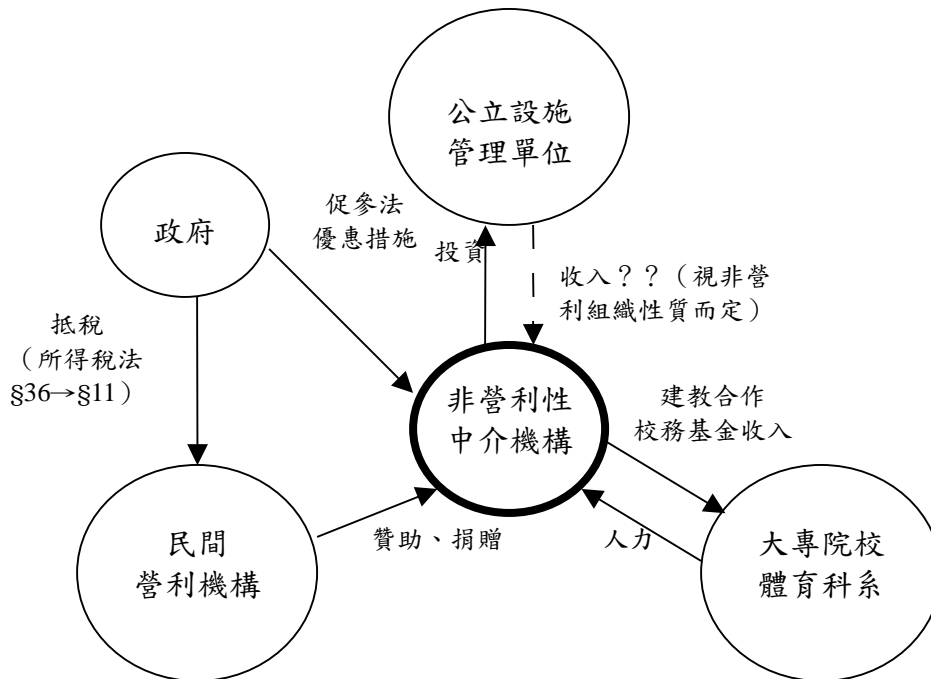 公立設施
管理單位
政府
促參法
優惠措施
投資
收入？？（視非營
利組織性質而定）
抵稅
（所得稅法
§36→§11）
非營利性
中介機構
建教合作
校務基金收入
民間
營利機構
贊助、捐贈
人力
大專院校
體育科系